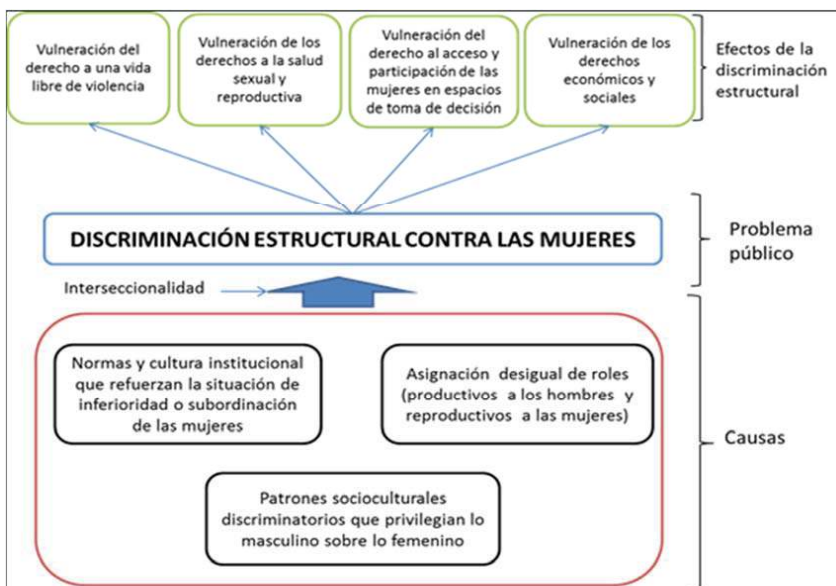 Vulneración del
derecho a una vida
libre de violencia
Vulneración de los
derechos a la salud
sexual y
reproductiva
Vulneración del
derecho al acceso y
participación de las
mujeres en espacios
de toma de decisión
Vulneración de los
derechos
económicos y
sociales
Efectos de la
discriminación
estructural
DISCRIMINACIÓN ESTRUCTURAL CONTRA LAS MUJERES
Problema
público
Interseccionalidad
Normas y cultura institucional
que refuerzan la situación de
inferioridad o subordinación
de las mujeres
Asignación desigual de roles
(productivos a los hombres y
reproductivos a las mujeres)
Patrones socioculturales
discriminatorios que privilegian lo
masculino sobre lo femenino
Causas